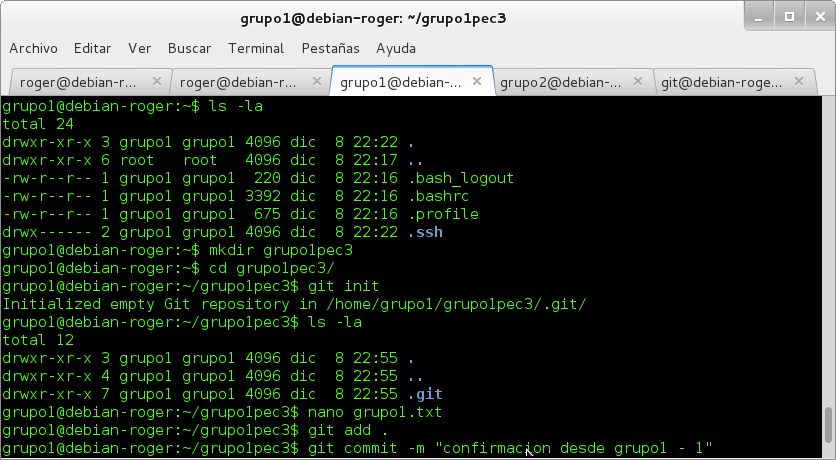 grupo1@debian-roger: ~/grupo1pec3
Archivo Editar Ver Buscar Terminal Pestañas Ayuda
roger@debian-r... roger@debian-r... grupo1@debian-... grupo2@debian-... git@debian-roge...
grupo1@debian-roger:~$ ls -la
total 24
drwxr-xr-x 3 grupo1 grupo1 4096 dic  8 22:22 .
drwxr-xr-x 6 root   root   4096 dic  8 22:17 ..
-rw-r--r-- 1 grupo1 grupo1  220 dic  8 22:16 .bash_logout
-rw-r--r-- 1 grupo1 grupo1 3392 dic  8 22:16 .bashrc
-rw-r--r-- 1 grupo1 grupo1  675 dic  8 22:16 .profile
drwx------ 2 grupo1 grupo1 4096 dic  8 22:22 .ssh
grupo1@debian-roger:~$ mkdir grupo1pec3
grupo1@debian-roger:~$ cd grupo1pec3/
grupo1@debian-roger:~/grupo1pec3$ git init
Initialized empty Git repository in /home/grupo1/grupo1pec3/.git/
grupo1@debian-roger:~/grupo1pec3$ ls -la
total 12
drwxr-xr-x 3 grupo1 grupo1 4096 dic  8 22:55 .
drwxr-xr-x 4 grupo1 grupo1 4096 dic  8 22:55 ..
drwxr-xr-x 7 grupo1 grupo1 4096 dic  8 22:55 .git
grupo1@debian-roger:~/grupo1pec3$ nano grupo1.txt
grupo1@debian-roger:~/grupo1pec3$ git add .
grupo1@debian-roger:~/grupo1pec3$ git commit -m "confirmacion desde grupo1 - 1"